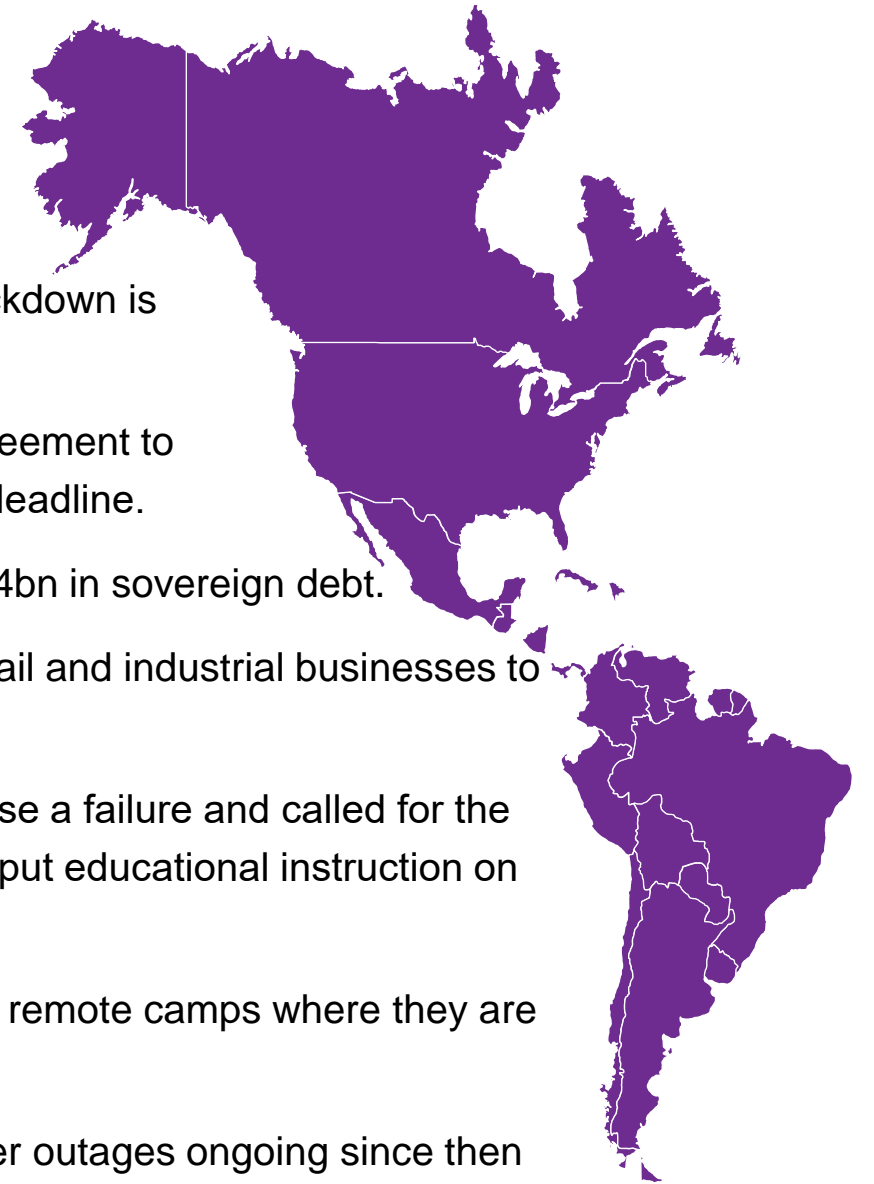 kdown is
eement to
leadline.
4bn in sovereign debt.
ail and industrial businesses to
se a failure and called for the
put educational instruction on
remote camps where they are
er outages ongoing since then